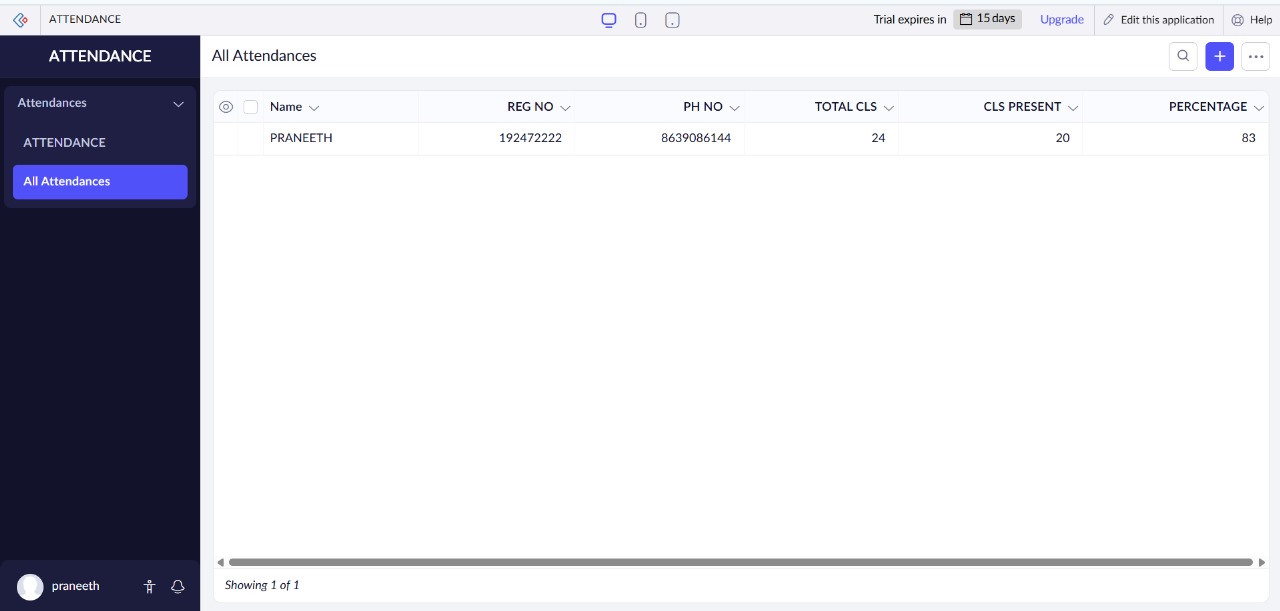 ATTENDANCE Trial expires in 15 days Upgrade Edit this application Help
ATTENDANCE
Attendances
ATTENDANCE
All Attendances
All Attendances
Name REG NO PH NO TOTAL CLS CLS PRESENT PERCENTAGE
PRANEETH 192472222 8639086144 24 20 83
Showing 1 of 1
praneeth